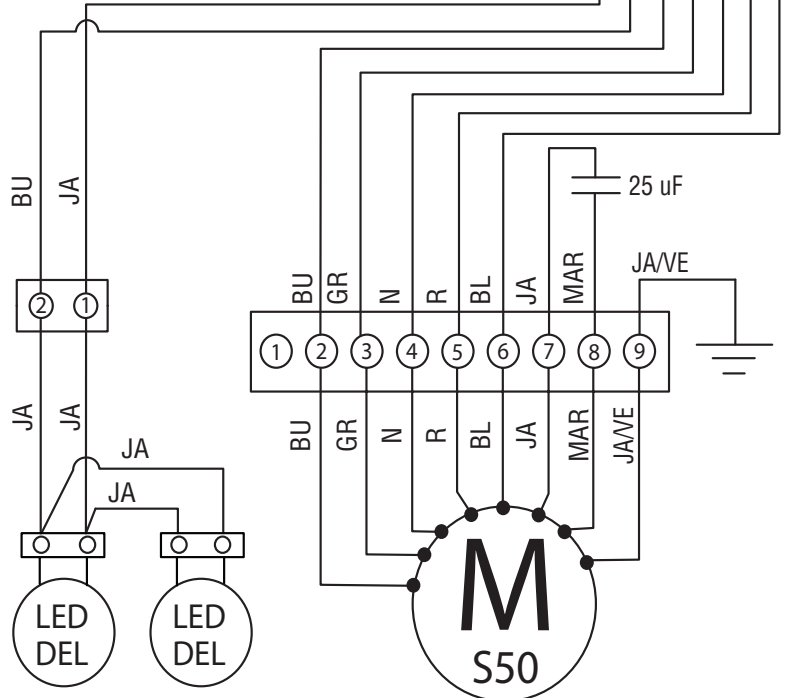 BU JA
25 uF
BU GR N R BL JA MAR JA/VE
2 1
1 2 3 4 5 6 7 8 9
JA JA
BU GR N R BL JA MAR JA/VE
JA
JA
LED DEL
LED DEL
M
S50